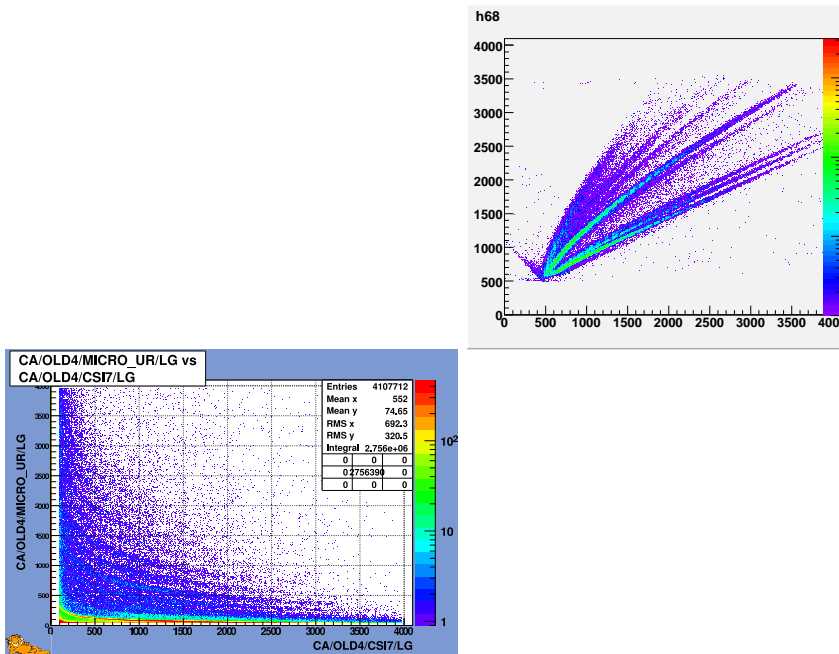 h68
4000
3500
3000
2500
2000
1500
1000
500
0
0 500 1000 1500 2000 2500 3000 3500 400
CA/OLD4/MICRO_UR/LG vs
CA/OLD4/CSI7/LG
Entries 4107712
Mean x 552
Mean y 74.65
RMS x 692.3
RMS y 320.5
Integral 2.756e+06
0 0 0
0 2756390 0
0 0 0
CA/OLD4/MICRO_UR/LG
3500
3000
2500
2000
1500
1000
500
0
0 500 1000 1500 2000 2500 3000 3500 4000
CA/OLD4/CSI7/LG
10²
10
1